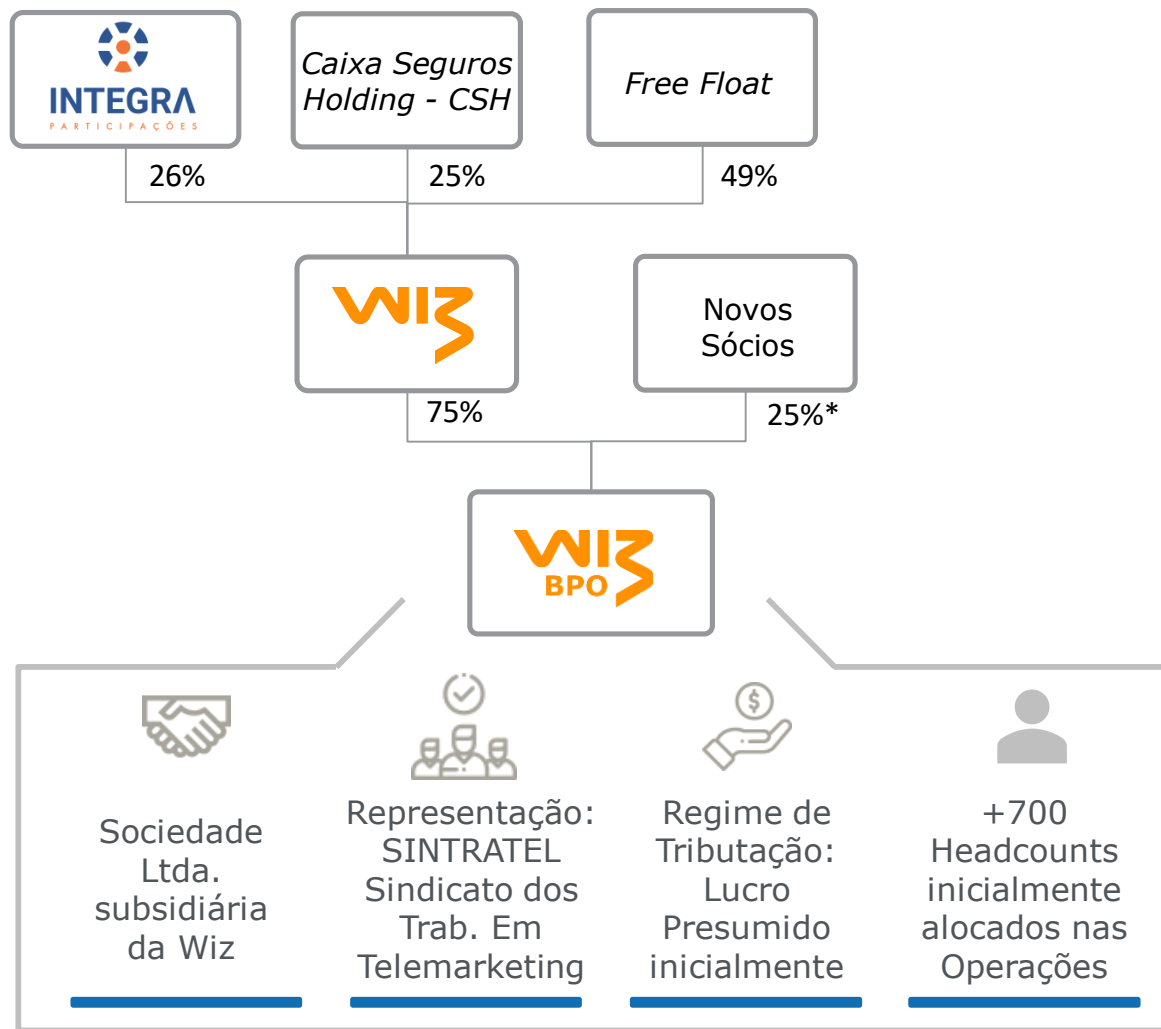 INTEGRA
PARTICIPAÇÕES
Caixa Seguros
Holding - CSH
Free Float
26%
25%
49%
WIZ
Novos
Sócios
75%
25%*
WIZ
BPO
$
Sociedade
Ltda.
subsidiária
da Wiz
Representação:
SINTRATEL
Sindicato dos
Trab. Em
Telemarketing
Regime de
Tributação:
Lucro
Presumido
inicialmente
+700
Headcounts
inicialmente
alocados nas
Operações